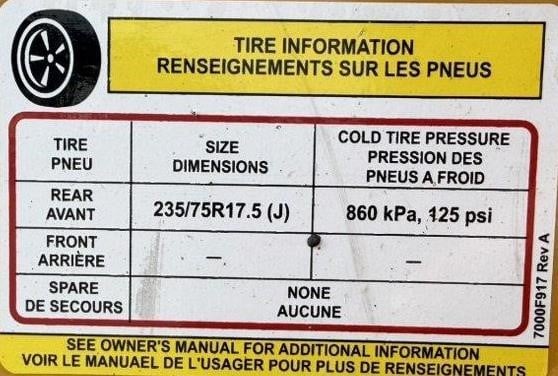 TIRE INFORMATION
RENSEIGNEMENTS SUR LES PNEUS
TIRE
PNEU
SIZE
DIMENSIONS
COLD TIRE PRESSURE
PRESSION DES
PNEUS A FROID
REAR
AVANT
235/75R17.5 (J)
860 kPa, 125 psi
FRONT
ARRIÈRE
—
—
SPARE
DE SECOURS
NONE
AUCUNE
7000F917 Rev A
SEE OWNER'S MANUAL FOR ADDITIONAL INFORMATION
VOIR LE MANUAEL DE L'USAGER POUR PLUS DE RENSEIGNEMENTS